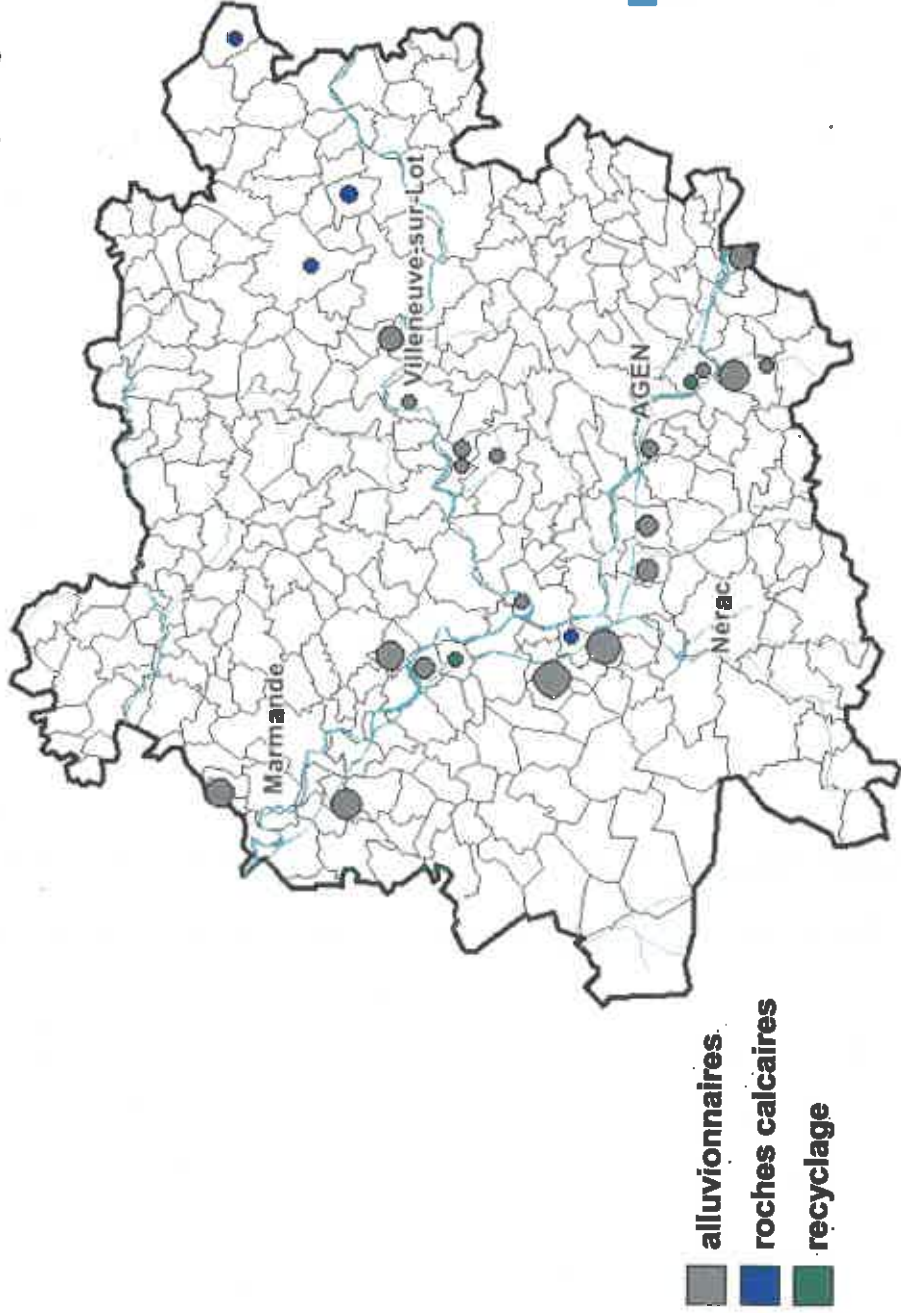 Marmande
Villeneuve-sur-Lot
AGEN
Nérac
alluvionnaires
roches calcaires
recyclage